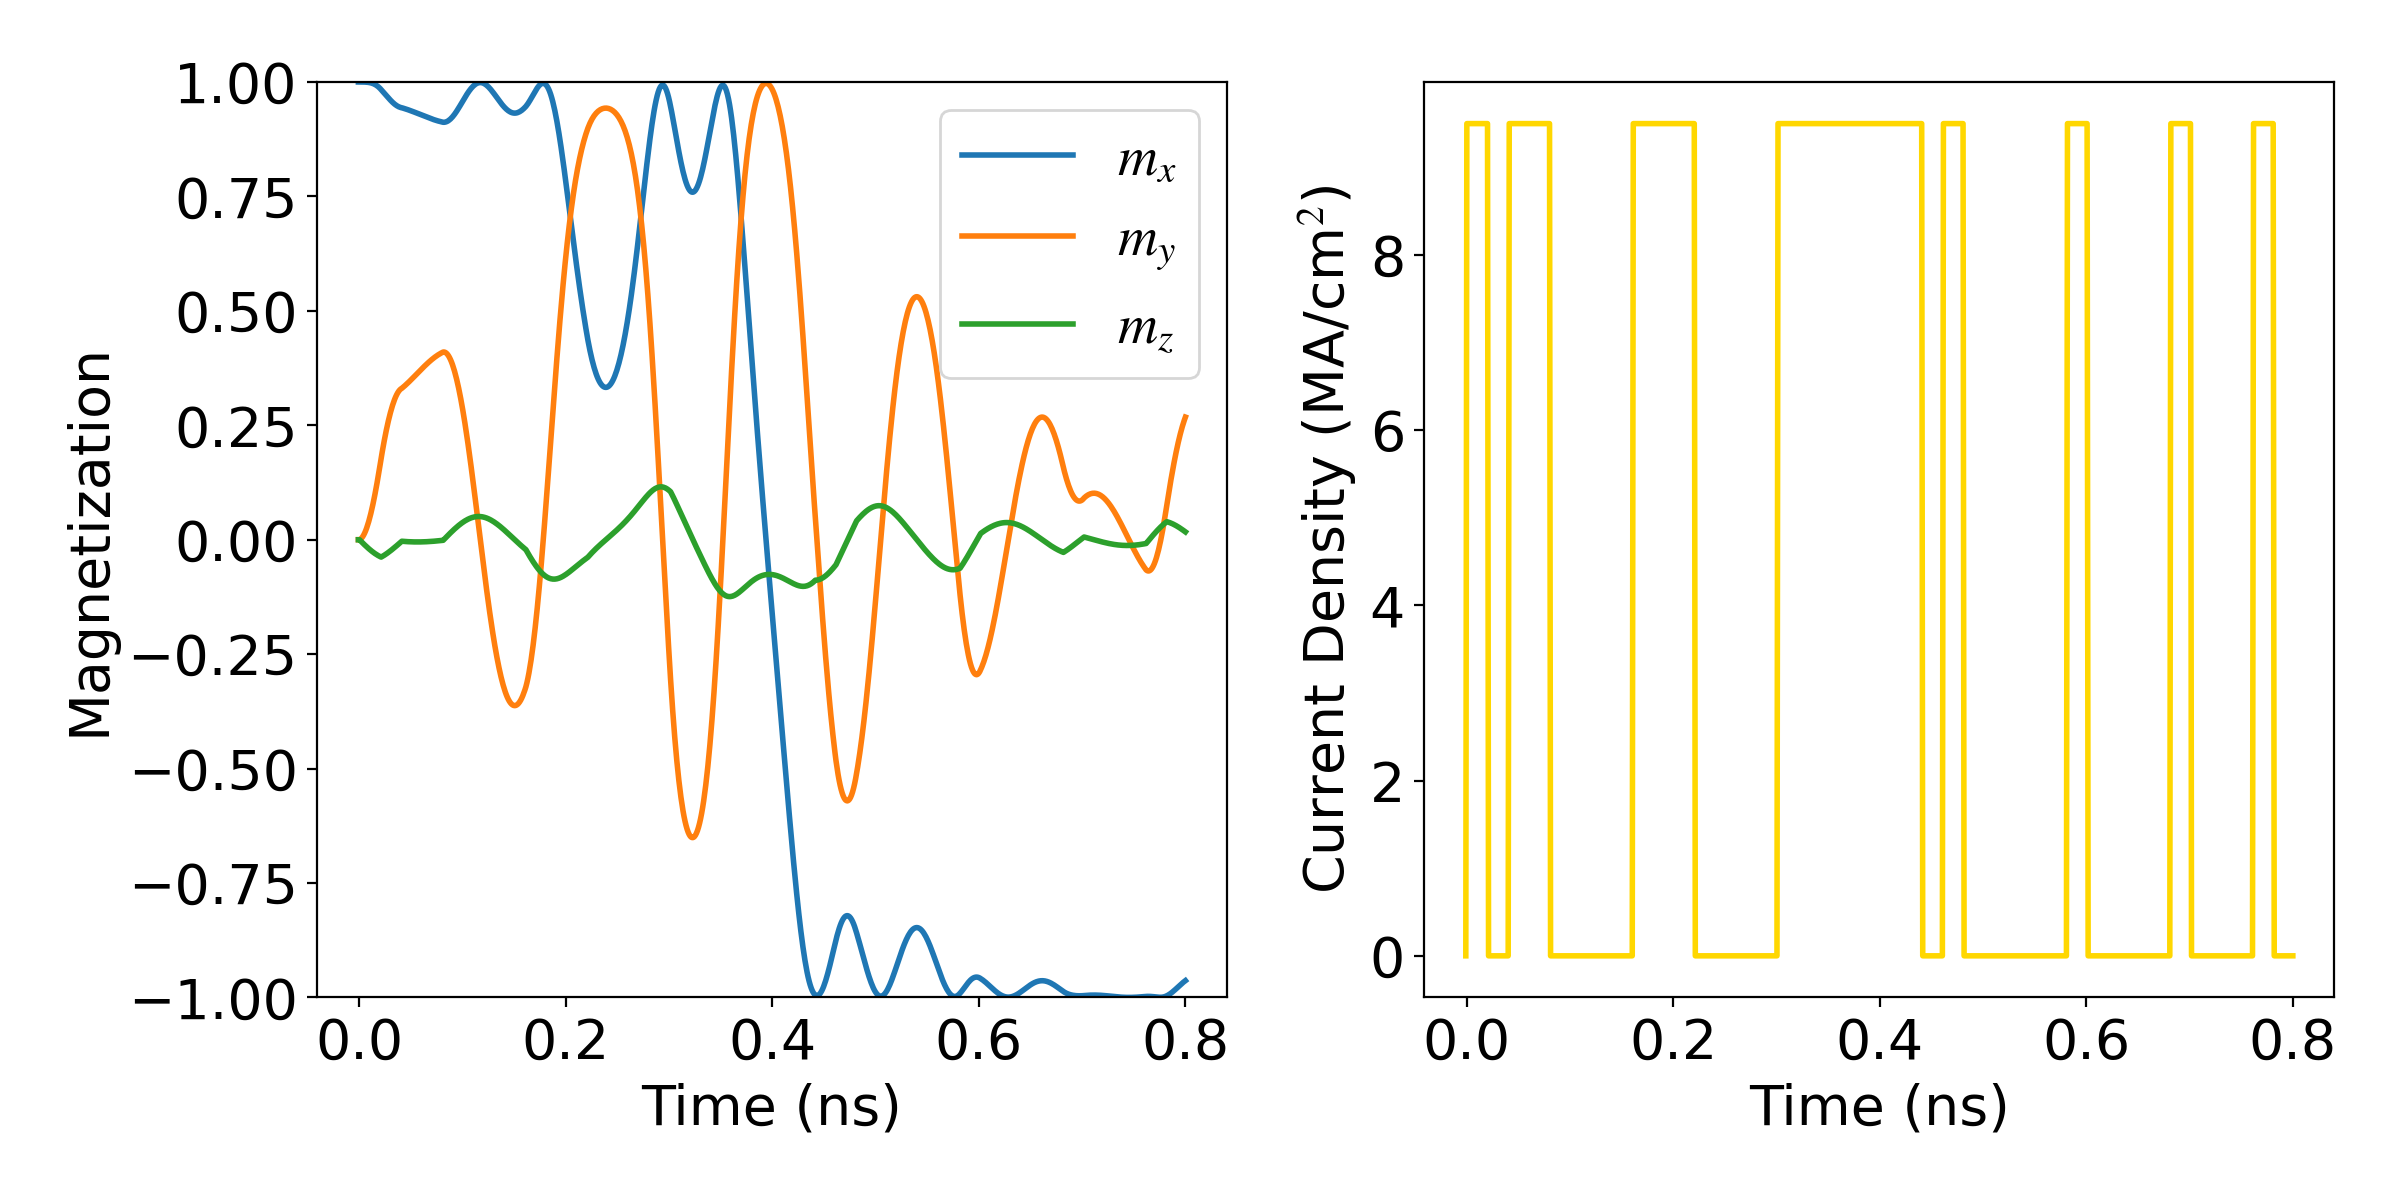 Magnetization
1.00
0.75
0.50
0.25
0.00
−0.25
−0.50
−0.75
−1.00
0.0 0.2 0.4 0.6 0.8
Time (ns)
m_x
m_y
m_z
Current Density (MA/cm²)
8
6
4
2
0
0.0 0.2 0.4 0.6 0.8
Time (ns)